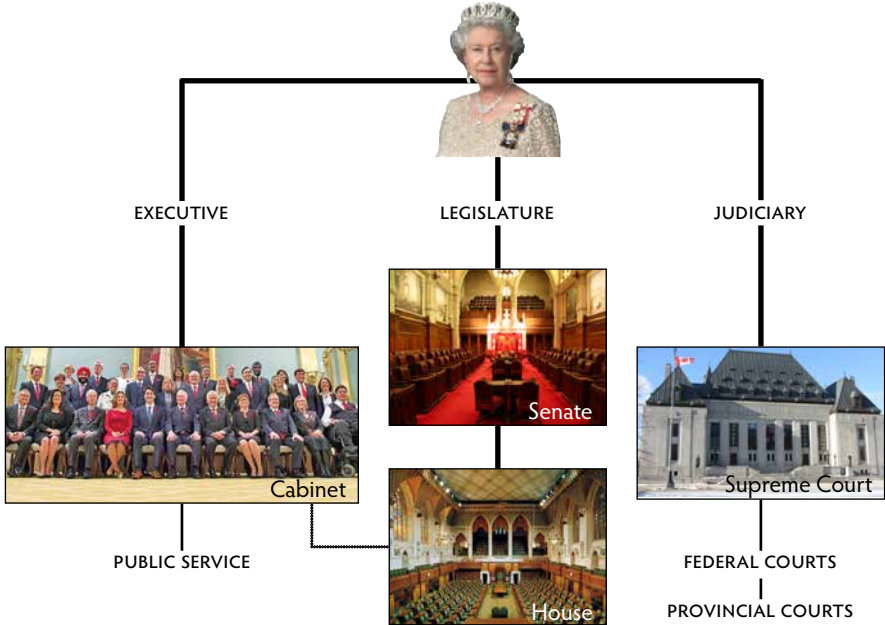 EXECUTIVE
LEGISLATURE
JUDICIARY
Senate
Cabinet
Supreme Court
PUBLIC SERVICE
House
FEDERAL COURTS
PROVINCIAL COURTS